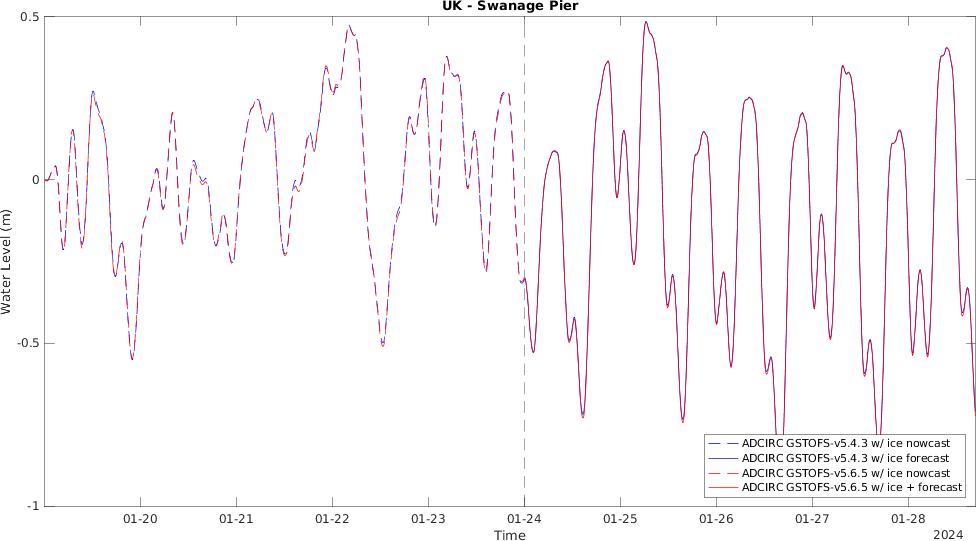 UK - Swanage Pier
0.5
0
-0.5
-1
Water Level (m)
01-20 01-21 01-22 01-23 01-24 01-25 01-26 01-27 01-28
Time
2024
ADCIRC GSTOFS-v5.4.3 w/ ice nowcast
ADCIRC GSTOFS-v5.4.3 w/ ice forecast
ADCIRC GSTOFS-v5.6.5 w/ ice nowcast
ADCIRC GSTOFS-v5.6.5 w/ ice + forecast